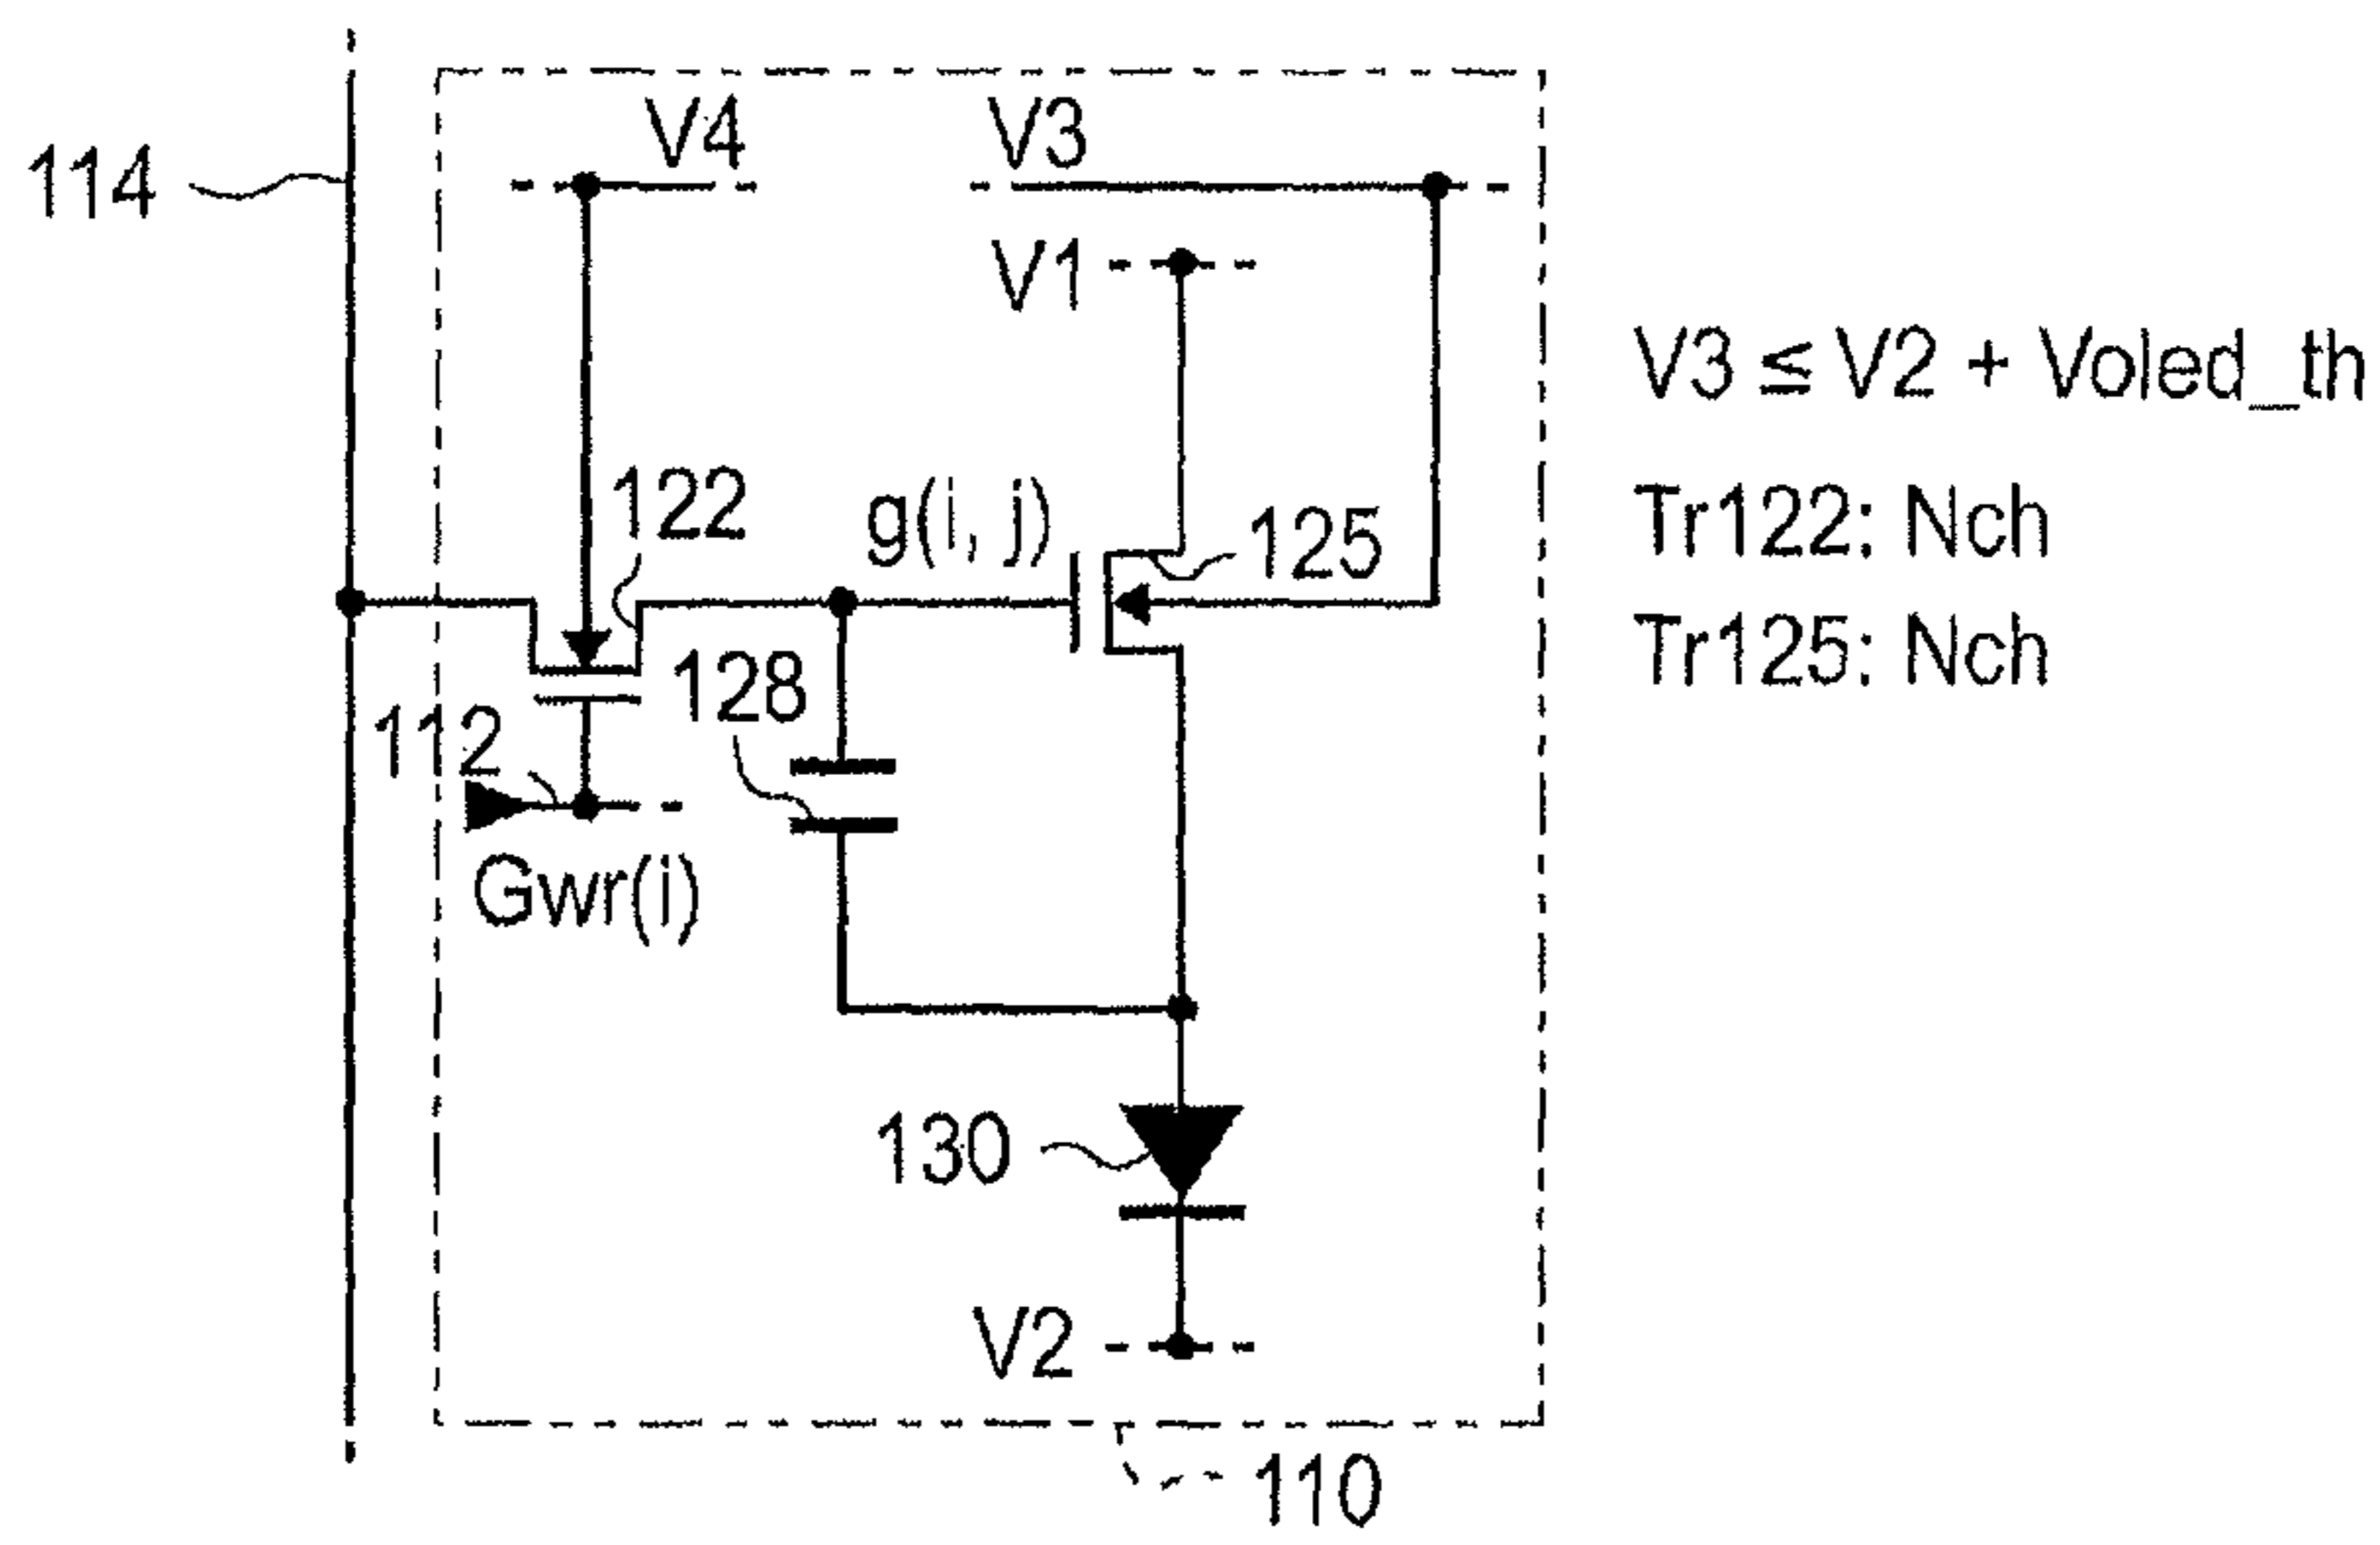 V4
V3
114
V1
V3 ≦ V2 + Voled_th
122
g(i, j)
125
Tr122: Nch
Tr125: Nch
128
112
Gwr(i)
130
V2
110